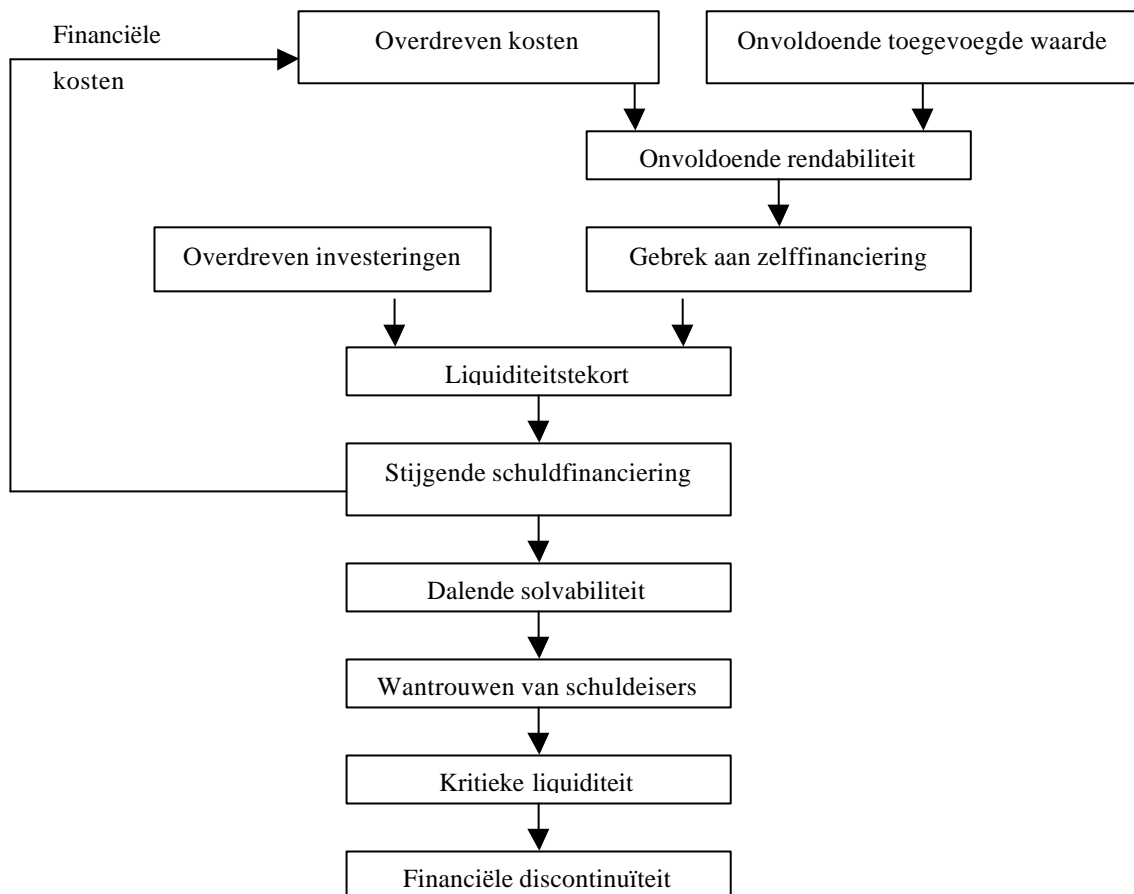 Financiële
kosten
Overdreven kosten
Onvoldoende toegevoegde waarde
Onvoldoende rendabiliteit
Overdreven investeringen
Gebrek aan zelffinanciering
Liquiditeitstekort
Stijgende schuldfinanciering
Dalende solvabiliteit
Wantrouwen van schuldeisers
Kritieke liquiditeit
Financiële discontinuïteit